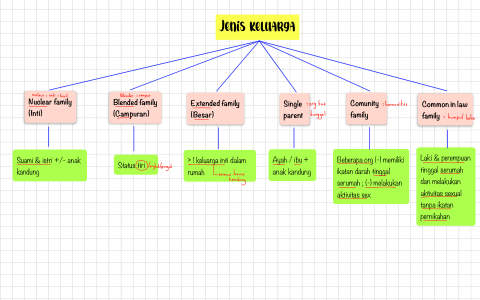 Jenis KELUARGA
Nuclear family
(Inti)
Blended family
(Campuran)
Extended family
(Besar)
Single
parent
Comunity
family
Common in law
family
Suami & istri +/- anak
kandung
Status tiri
> 1 kaluarga inti dalam
rumah
Ayah / ibu +
anak kandung
Beberapa org (-) memiliki
ikatan darah tinggal
serumah ; (-) melakukan
aktivitas sex
Laki & perempuan
tinggal serumah
dan melakukan
aktivitas sexual
tanpa ikatan
pernikahan